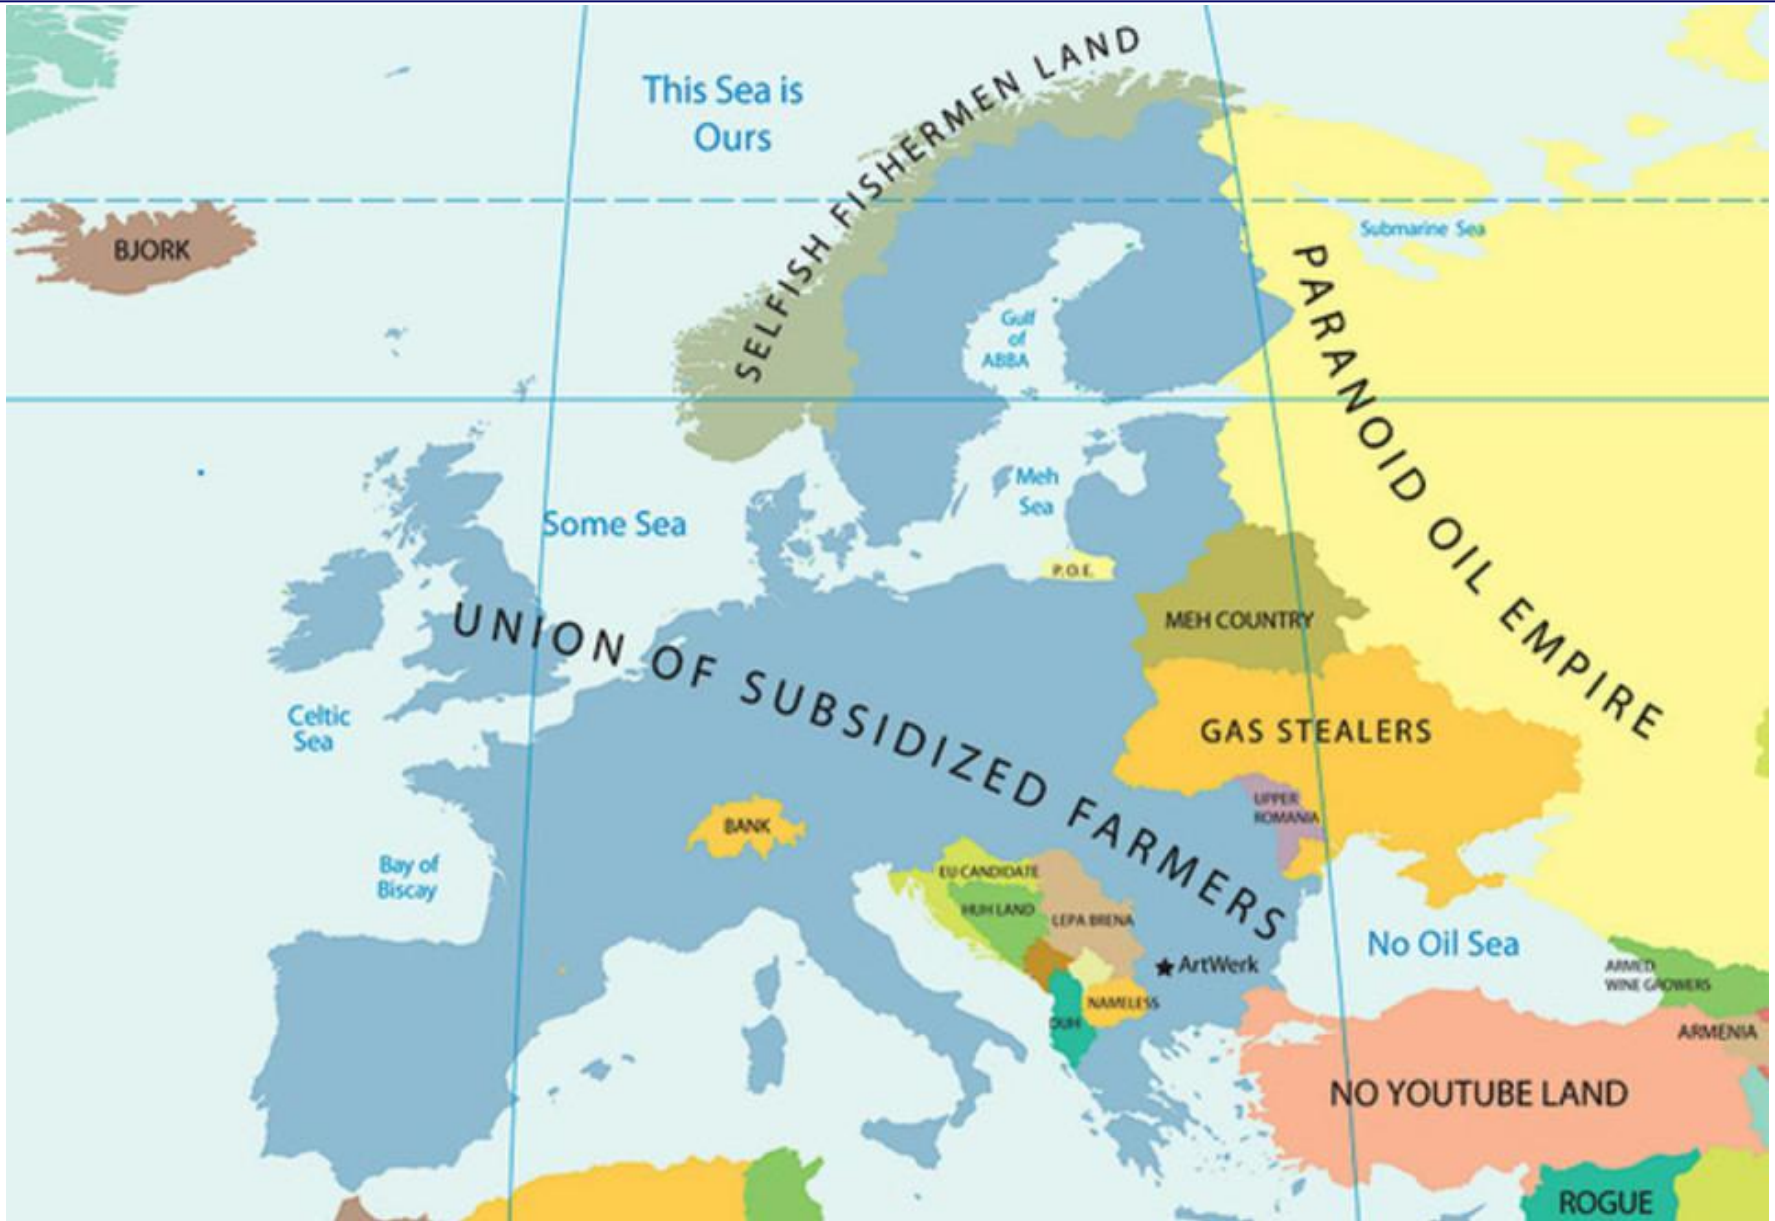 This Sea is
Ours
SELFISH FISHERMEN LAND
BJORK
Submarine Sea
PARANOID OIL EMPIRE
Gulf
of
ABBA
Meh
Sea
Some Sea
P.O.E.
MEH COUNTRY
UNION OF SUBSIDIZED FARMERS
Celtic
Sea
GAS STEALERS
UPPER
ROMANIA
BANK
Bay of
Biscay
EU CANDIDATE
HUH LAND
LEPA BRENA
ArtWerk
No Oil Sea
ARMED
WINE GROWERS
NAMELESS
DUH
ARMENIA
NO YOUTUBE LAND
ROGUE